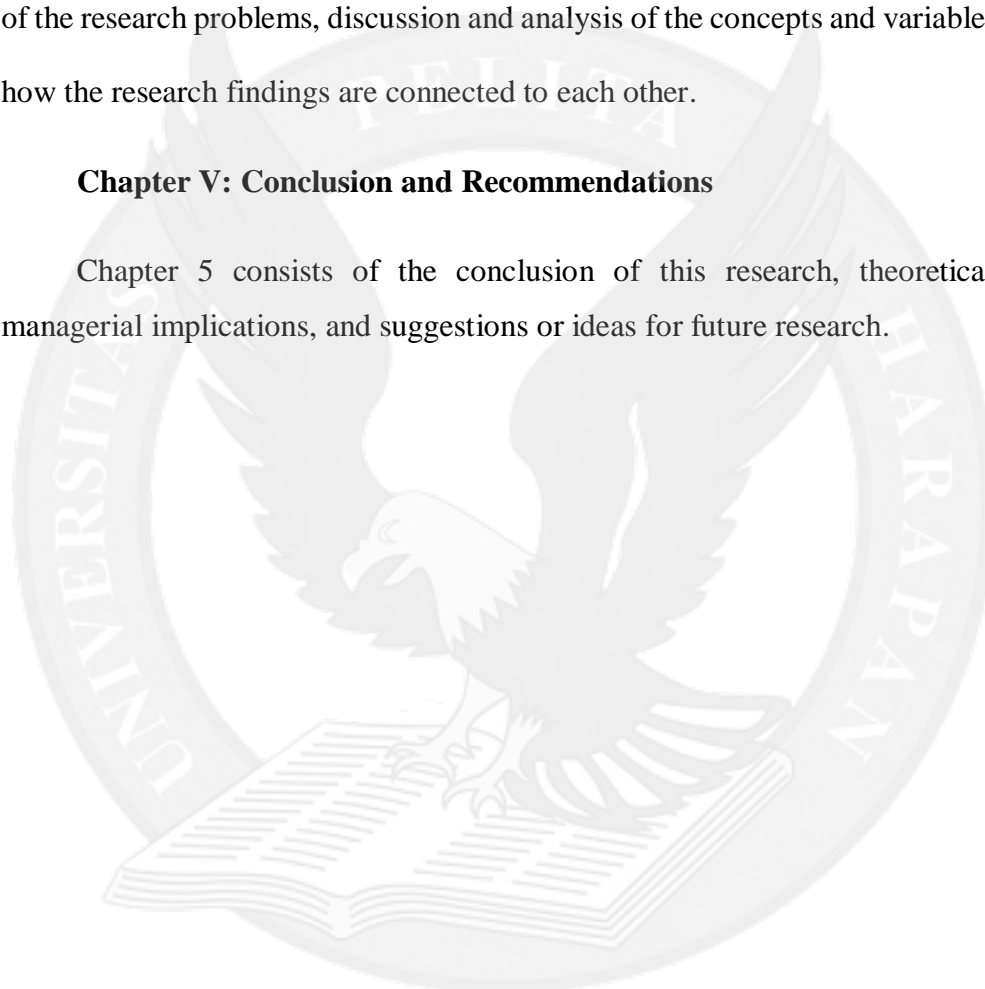 of the research problems, discussion and analysis of the concepts and variable
how the research findings are connected to each other.
Chapter V: Conclusion and Recommendations
Chapter 5 consists of the conclusion of this research, theoretica
managerial implications, and suggestions or ideas for future research.
UNIVERSITAS PELITA HARAPAN